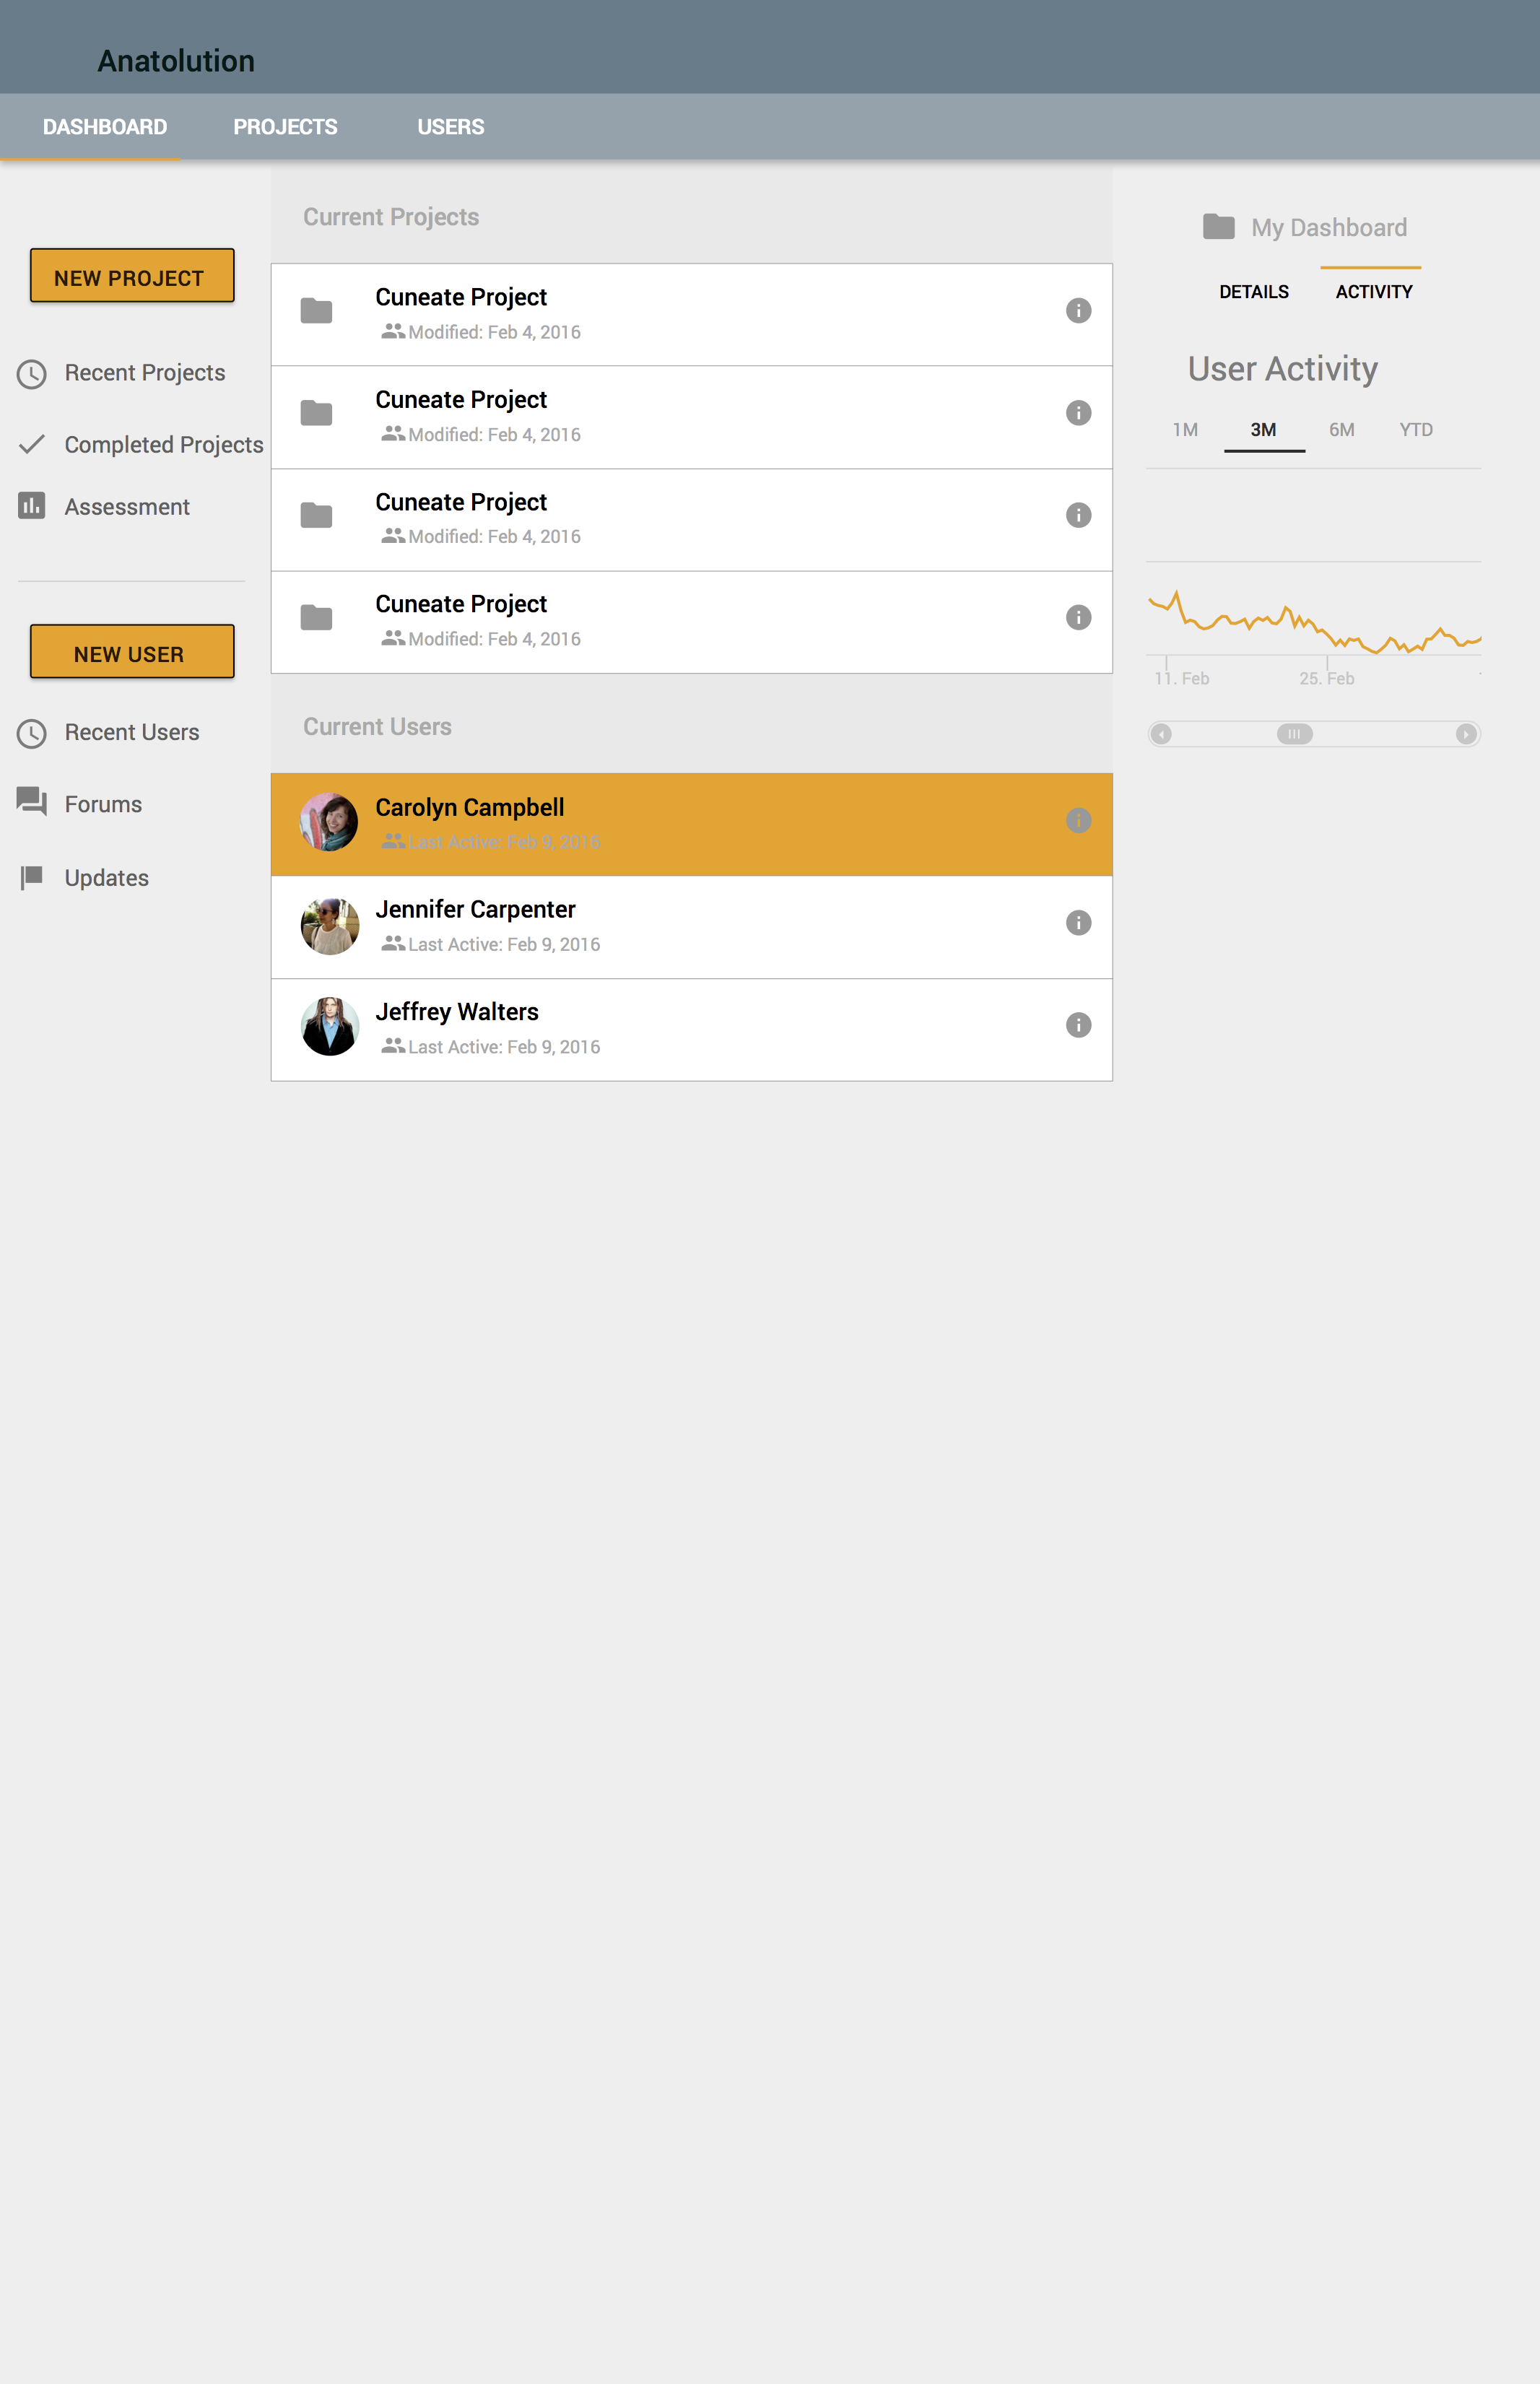 Anatolution
DASHBOARD
PROJECTS
USERS
NEW PROJECT
Recent Projects
Completed Projects
Assessment
NEW USER
Recent Users
Forums
Updates
Current Projects
Cuneate Project
Modified: Feb 4, 2016
Cuneate Project
Modified: Feb 4, 2016
Cuneate Project
Modified: Feb 4, 2016
Cuneate Project
Modified: Feb 4, 2016
Current Users
Carolyn Campbell
Last Active: Feb 9, 2016
Jennifer Carpenter
Last Active: Feb 9, 2016
Jeffrey Walters
Last Active: Feb 9, 2016
My Dashboard
DETAILS
ACTIVITY
User Activity
1M
3M
6M
YTD
11. Feb
25. Feb